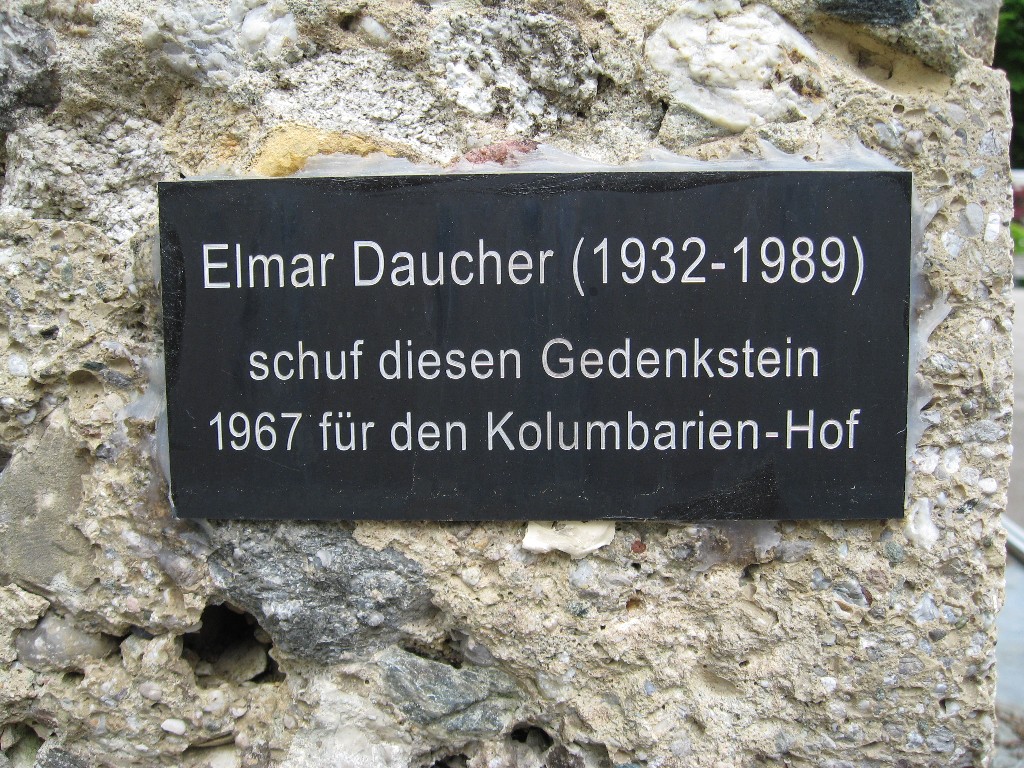 Elmar Daucher (1932-1989)
schuf diesen Gedenkstein
1967 für den Kolumbarien-Hof